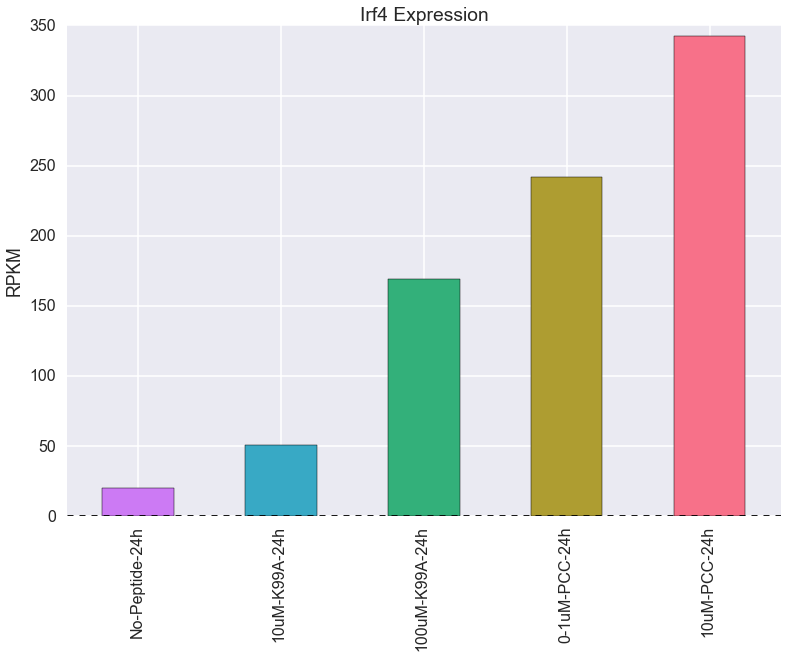 Irf4 Expression
RPKM
350
300
250
200
150
100
50
0
No-Peptide-24h
10uM-K99A-24h
100uM-K99A-24h
0-1uM-PCC-24h
10uM-PCC-24h